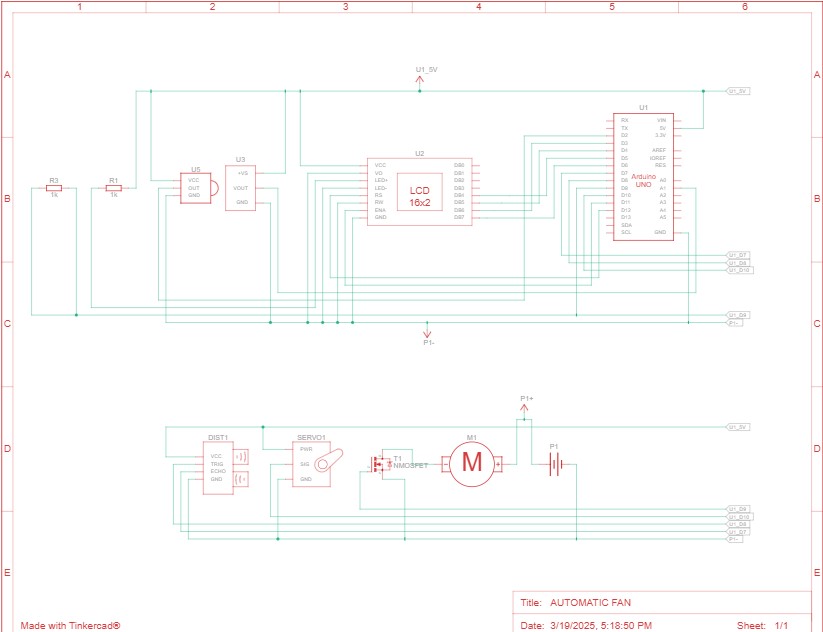 1 2 3 4 5 6
A A
U1_5V
U1_5V
U1
RX VIN
TX 5V
D2 3.3V
D3
D4 AREF
D5 IOREF
D6 RES
D7
D8 A0
D9 A1
D10 A2
D11 A3
D12 A4
D13 A5
SDA
SCL GND
Arduino
UNO
B B
R3
1k
R1
1k
U5
VCC
OUT
GND
U3
+VS
VOUT
GND
U2
VCC DB0
VO DB1
LED+ DB2
LED- DB3
RS DB4
RW DB5
ENA DB6
GND DB7
LCD
16x2
U1_D7
U1_D8
U1_D10
U1_D9
P1-
C C
P1-
P1+
D D
U1_5V
DIST1
VCC
TRIG
ECHO
GND
SERVO1
PWR
SIG
GND
T1
NMOSFET
M1
- M +
P1
U1_D9
U1_D10
U1_D8
U1_D7
P1-
E E
Title: AUTOMATIC FAN
Made with Tinkercad®
Date: 3/19/2025, 5:18:50 PM Sheet: 1/1